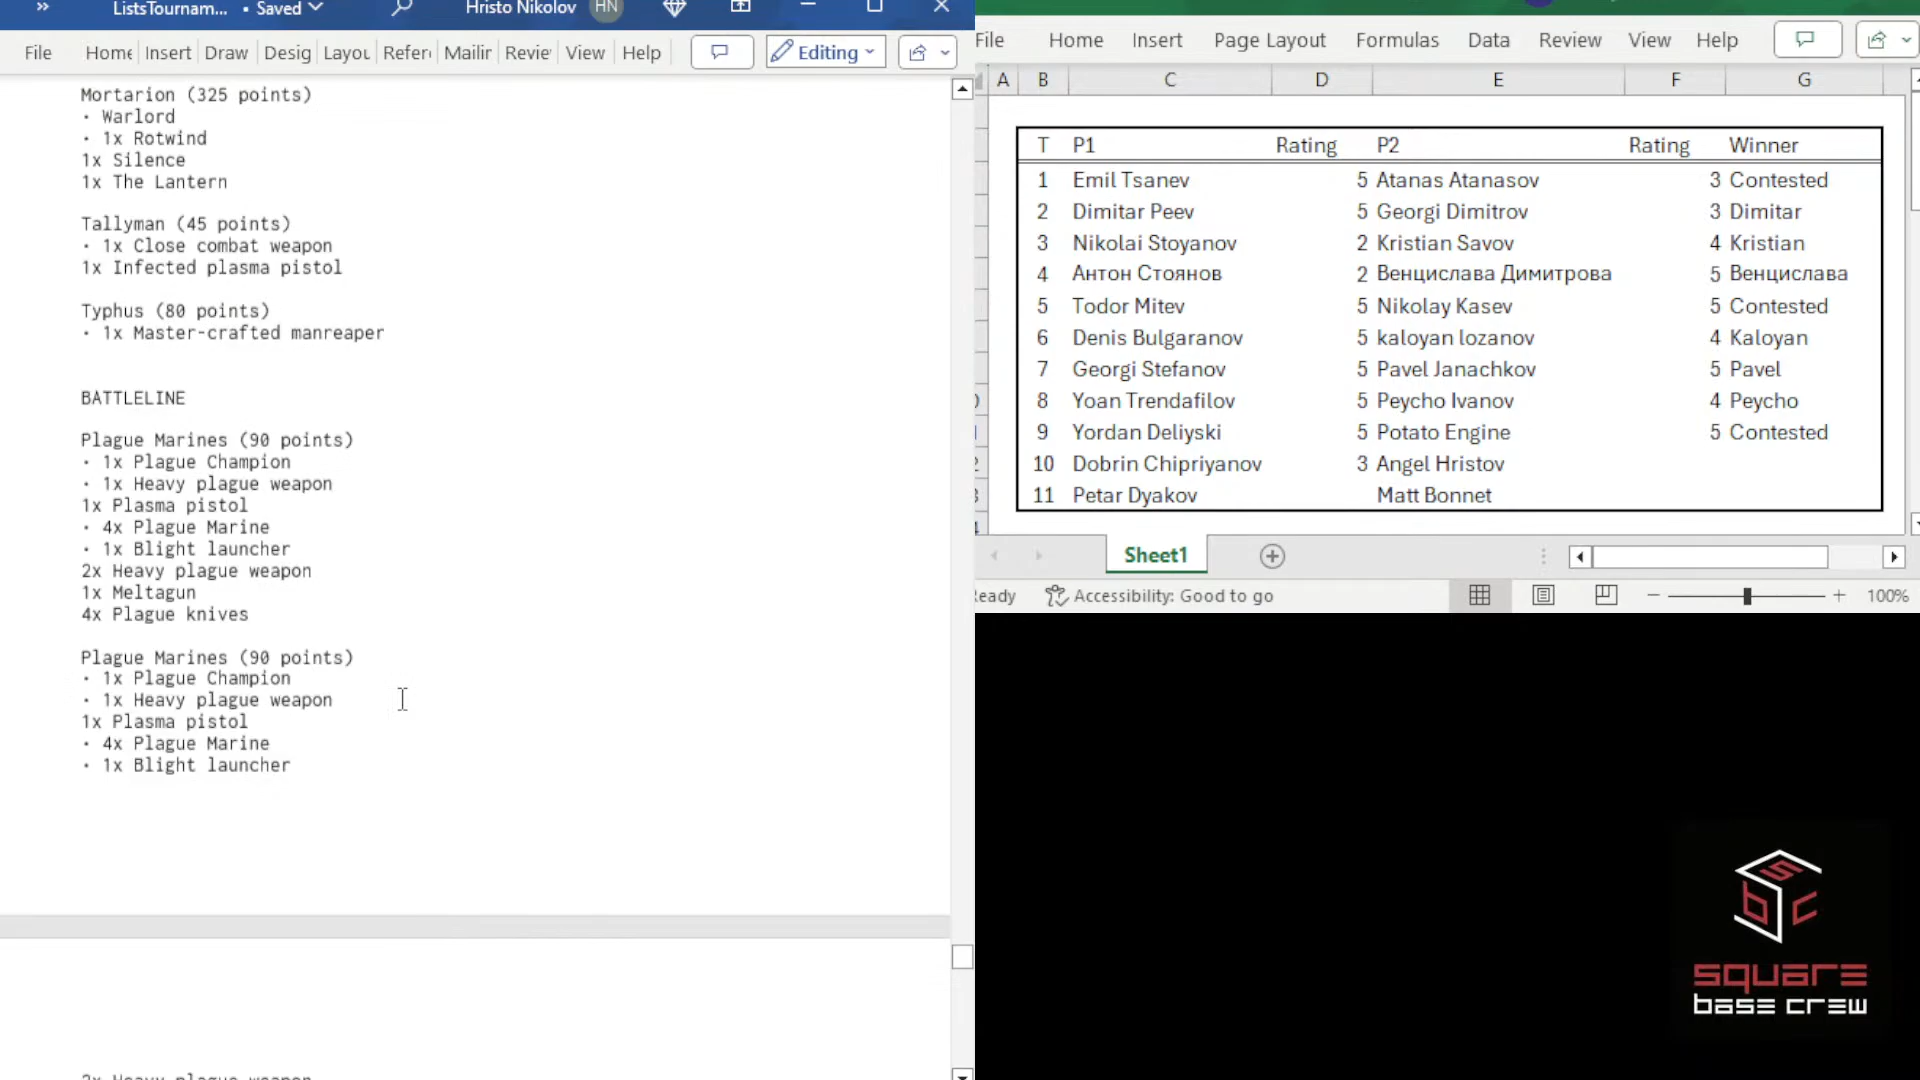 ListsTournam... • Saved
Hristo Nikolov HN
File Home Insert Draw Desig Layou Refer Mailin Revie View Help
Editing
Mortarion (325 points)
• Warlord
• 1x Rotwind
1x Silence
1x The Lantern
Tallyman (45 points)
• 1x Close combat weapon
1x Infected plasma pistol
Typhus (80 points)
• 1x Master-crafted manreaper
BATTLELINE
Plague Marines (90 points)
• 1x Plague Champion
• 1x Heavy plague weapon
1x Plasma pistol
• 4x Plague Marine
• 1x Blight launcher
2x Heavy plague weapon
1x Meltagun
4x Plague knives
Plague Marines (90 points)
• 1x Plague Champion
• 1x Heavy plague weapon
1x Plasma pistol
• 4x Plague Marine
• 1x Blight launcher
2x Heavy plague weapon
File Home Insert Page Layout Formulas Data Review View Help
A B C D E F G
T P1 Rating P2 Rating Winner
1 Emil Tsanev 5 Atanas Atanasov 3 Contested
2 Dimitar Peev 5 Georgi Dimitrov 3 Dimitar
3 Nikolai Stoyanov 2 Kristian Savov 4 Kristian
4 Антон Стоянов 2 Венцислава Димитрова 5 Венцислава
5 Todor Mitev 5 Nikolay Kasev 5 Contested
6 Denis Bulgaranov 5 kaloyan lozanov 4 Kaloyan
7 Georgi Stefanov 5 Pavel Janachkov 5 Pavel
8 Yoan Trendafilov 5 Peycho Ivanov 4 Peycho
9 Yordan Deliyski 5 Potato Engine 5 Contested
10 Dobrin Chipriyanov 3 Angel Hristov
11 Petar Dyakov Matt Bonnet
Sheet1
eady Accessibility: Good to go 100%
sbc
square
base crew